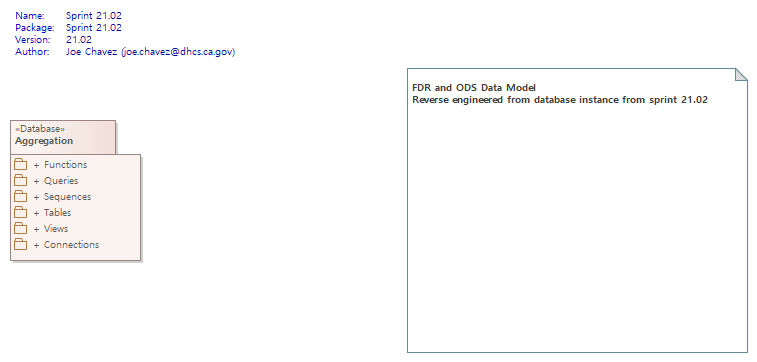 Name: Sprint 21.02
Package: Sprint 21.02
Version: 21.02
Author: Joe Chavez (joe.chavez@dhcs.ca.gov)
FDR and ODS Data Model
Reverse engineered from database instance from sprint 21.02
«Database»
Aggregation
+ Functions
+ Queries
+ Sequences
+ Tables
+ Views
+ Connections